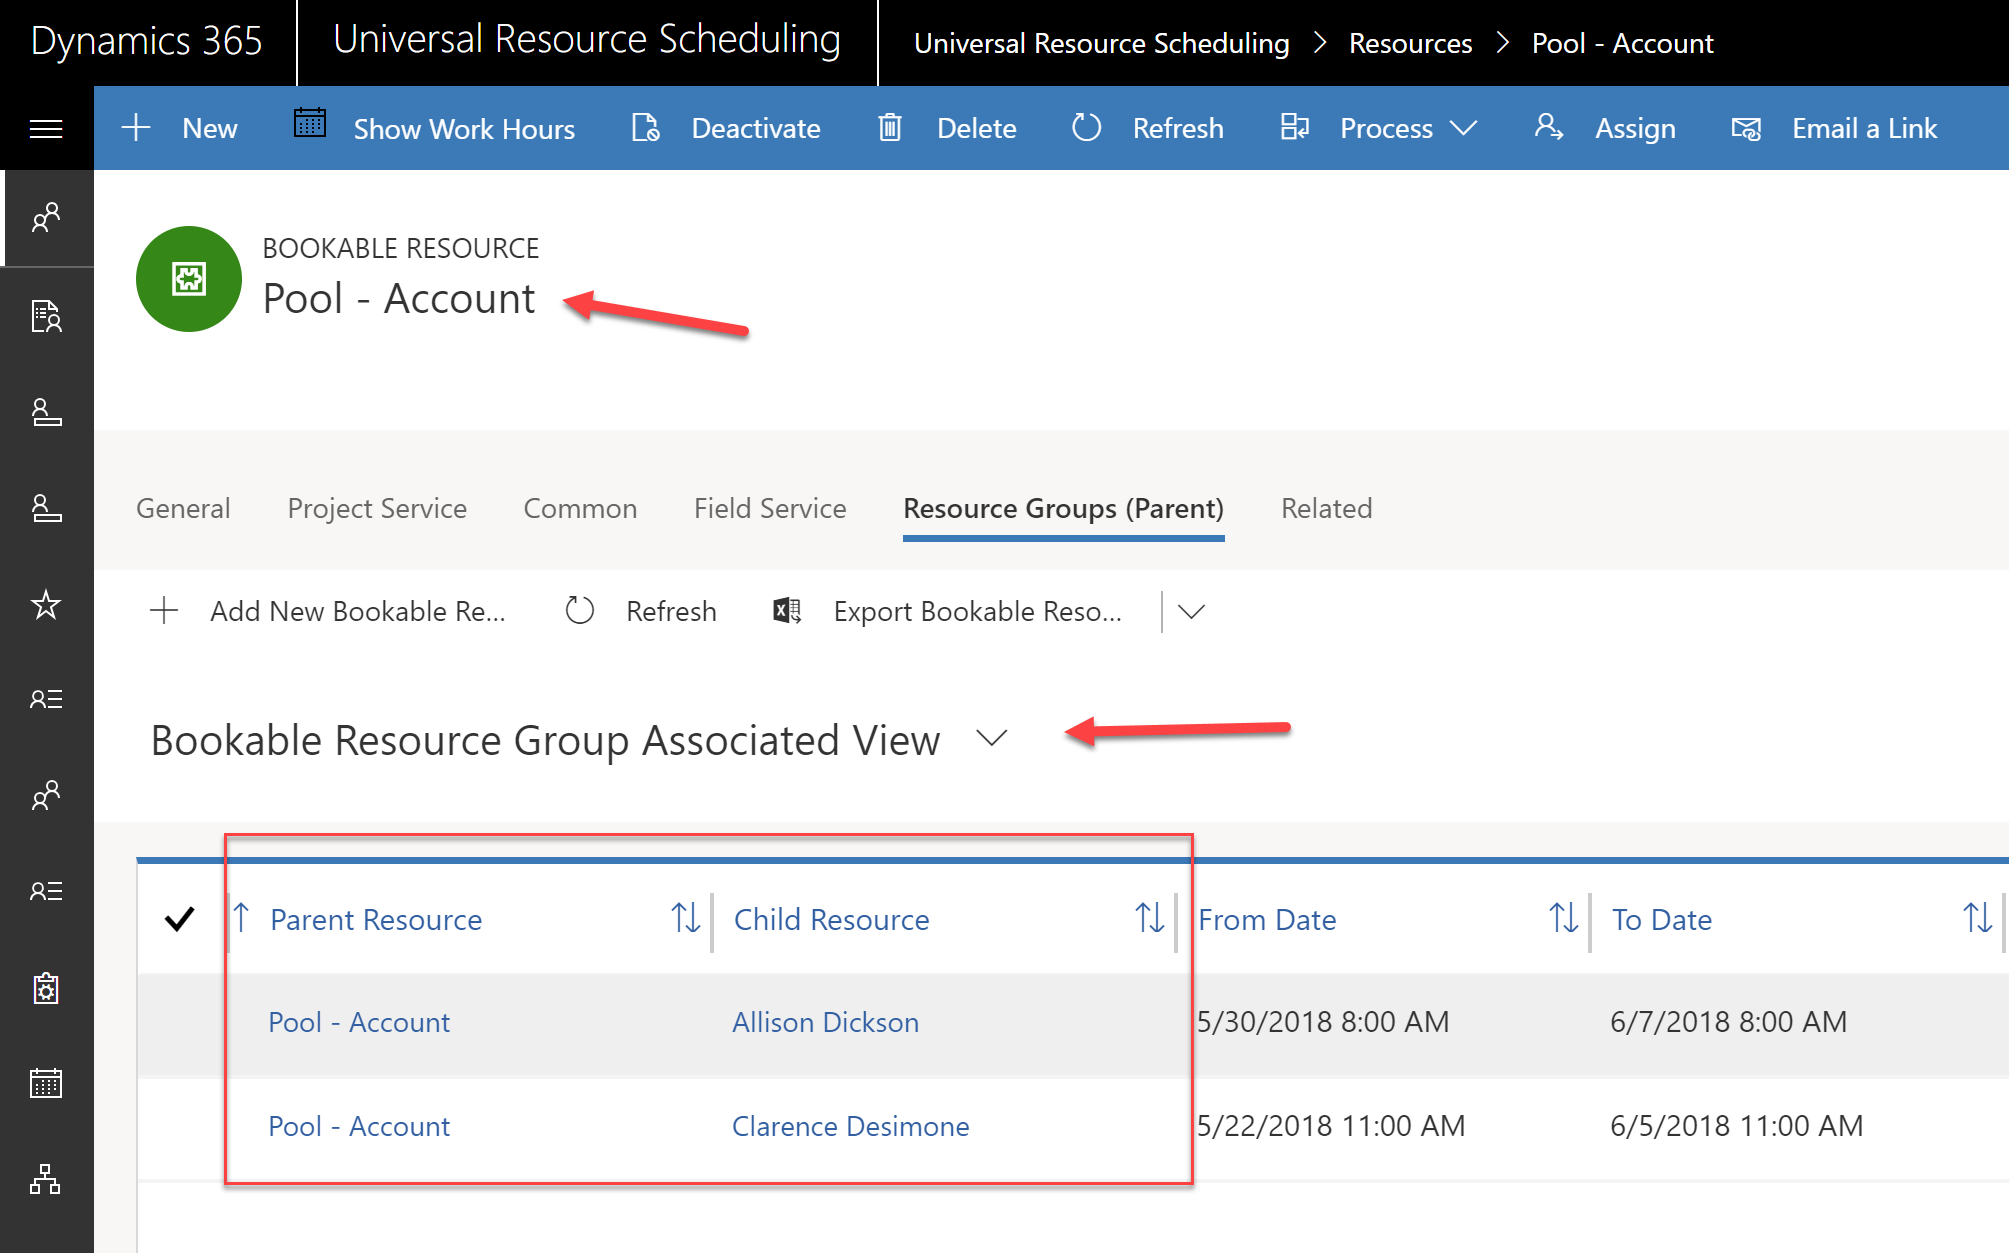 Dynamics 365 Universal Resource Scheduling Universal Resource Scheduling > Resources > Pool - Account
New Show Work Hours Deactivate Delete Refresh Process Assign Email a Link
BOOKABLE RESOURCE
Pool - Account
General Project Service Common Field Service Resource Groups (Parent) Related
Add New Bookable Re... Refresh Export Bookable Reso...
Bookable Resource Group Associated View
Parent Resource Child Resource From Date To Date
Pool - Account Allison Dickson 5/30/2018 8:00 AM 6/7/2018 8:00 AM
Pool - Account Clarence Desimone 5/22/2018 11:00 AM 6/5/2018 11:00 AM